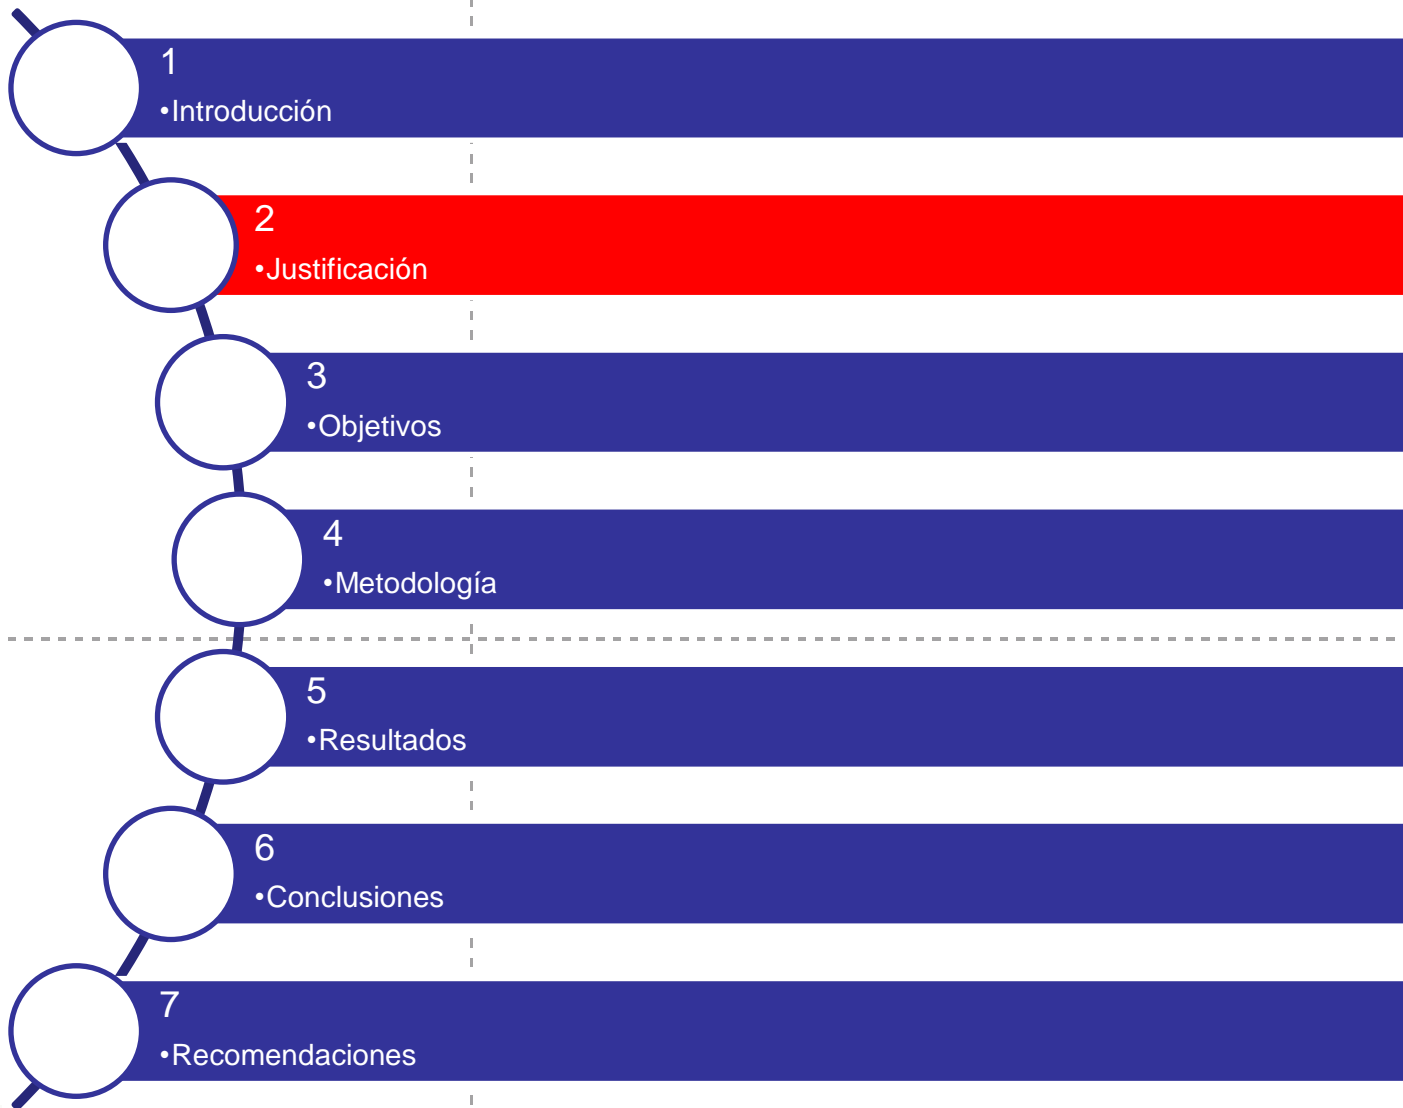 1
•Introducción
2
•Justificación
3
•Objetivos
4
•Metodología
5
•Resultados
6
•Conclusiones
7
•Recomendaciones